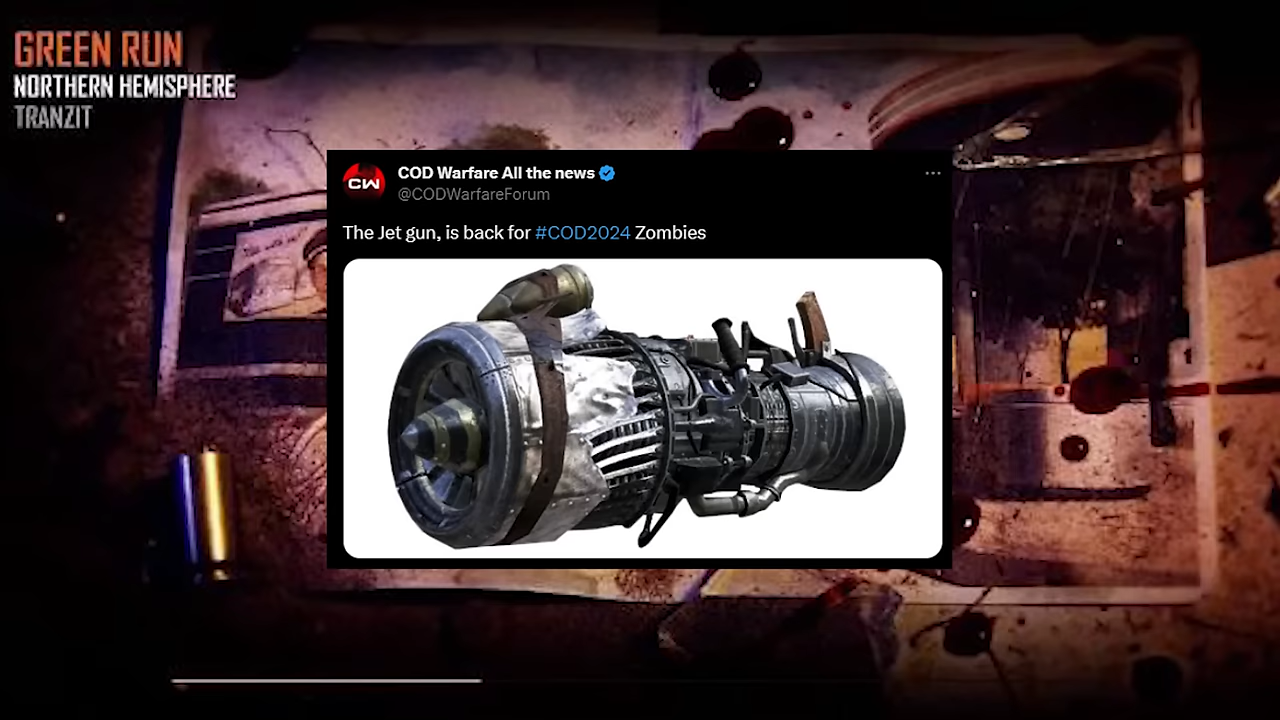 GREEN RUN
NORTHERN HEMISPHERE
TRANZIT
CW
COD Warfare All the news
@CODWarfareForum
The Jet gun, is back for #COD2024 Zombies